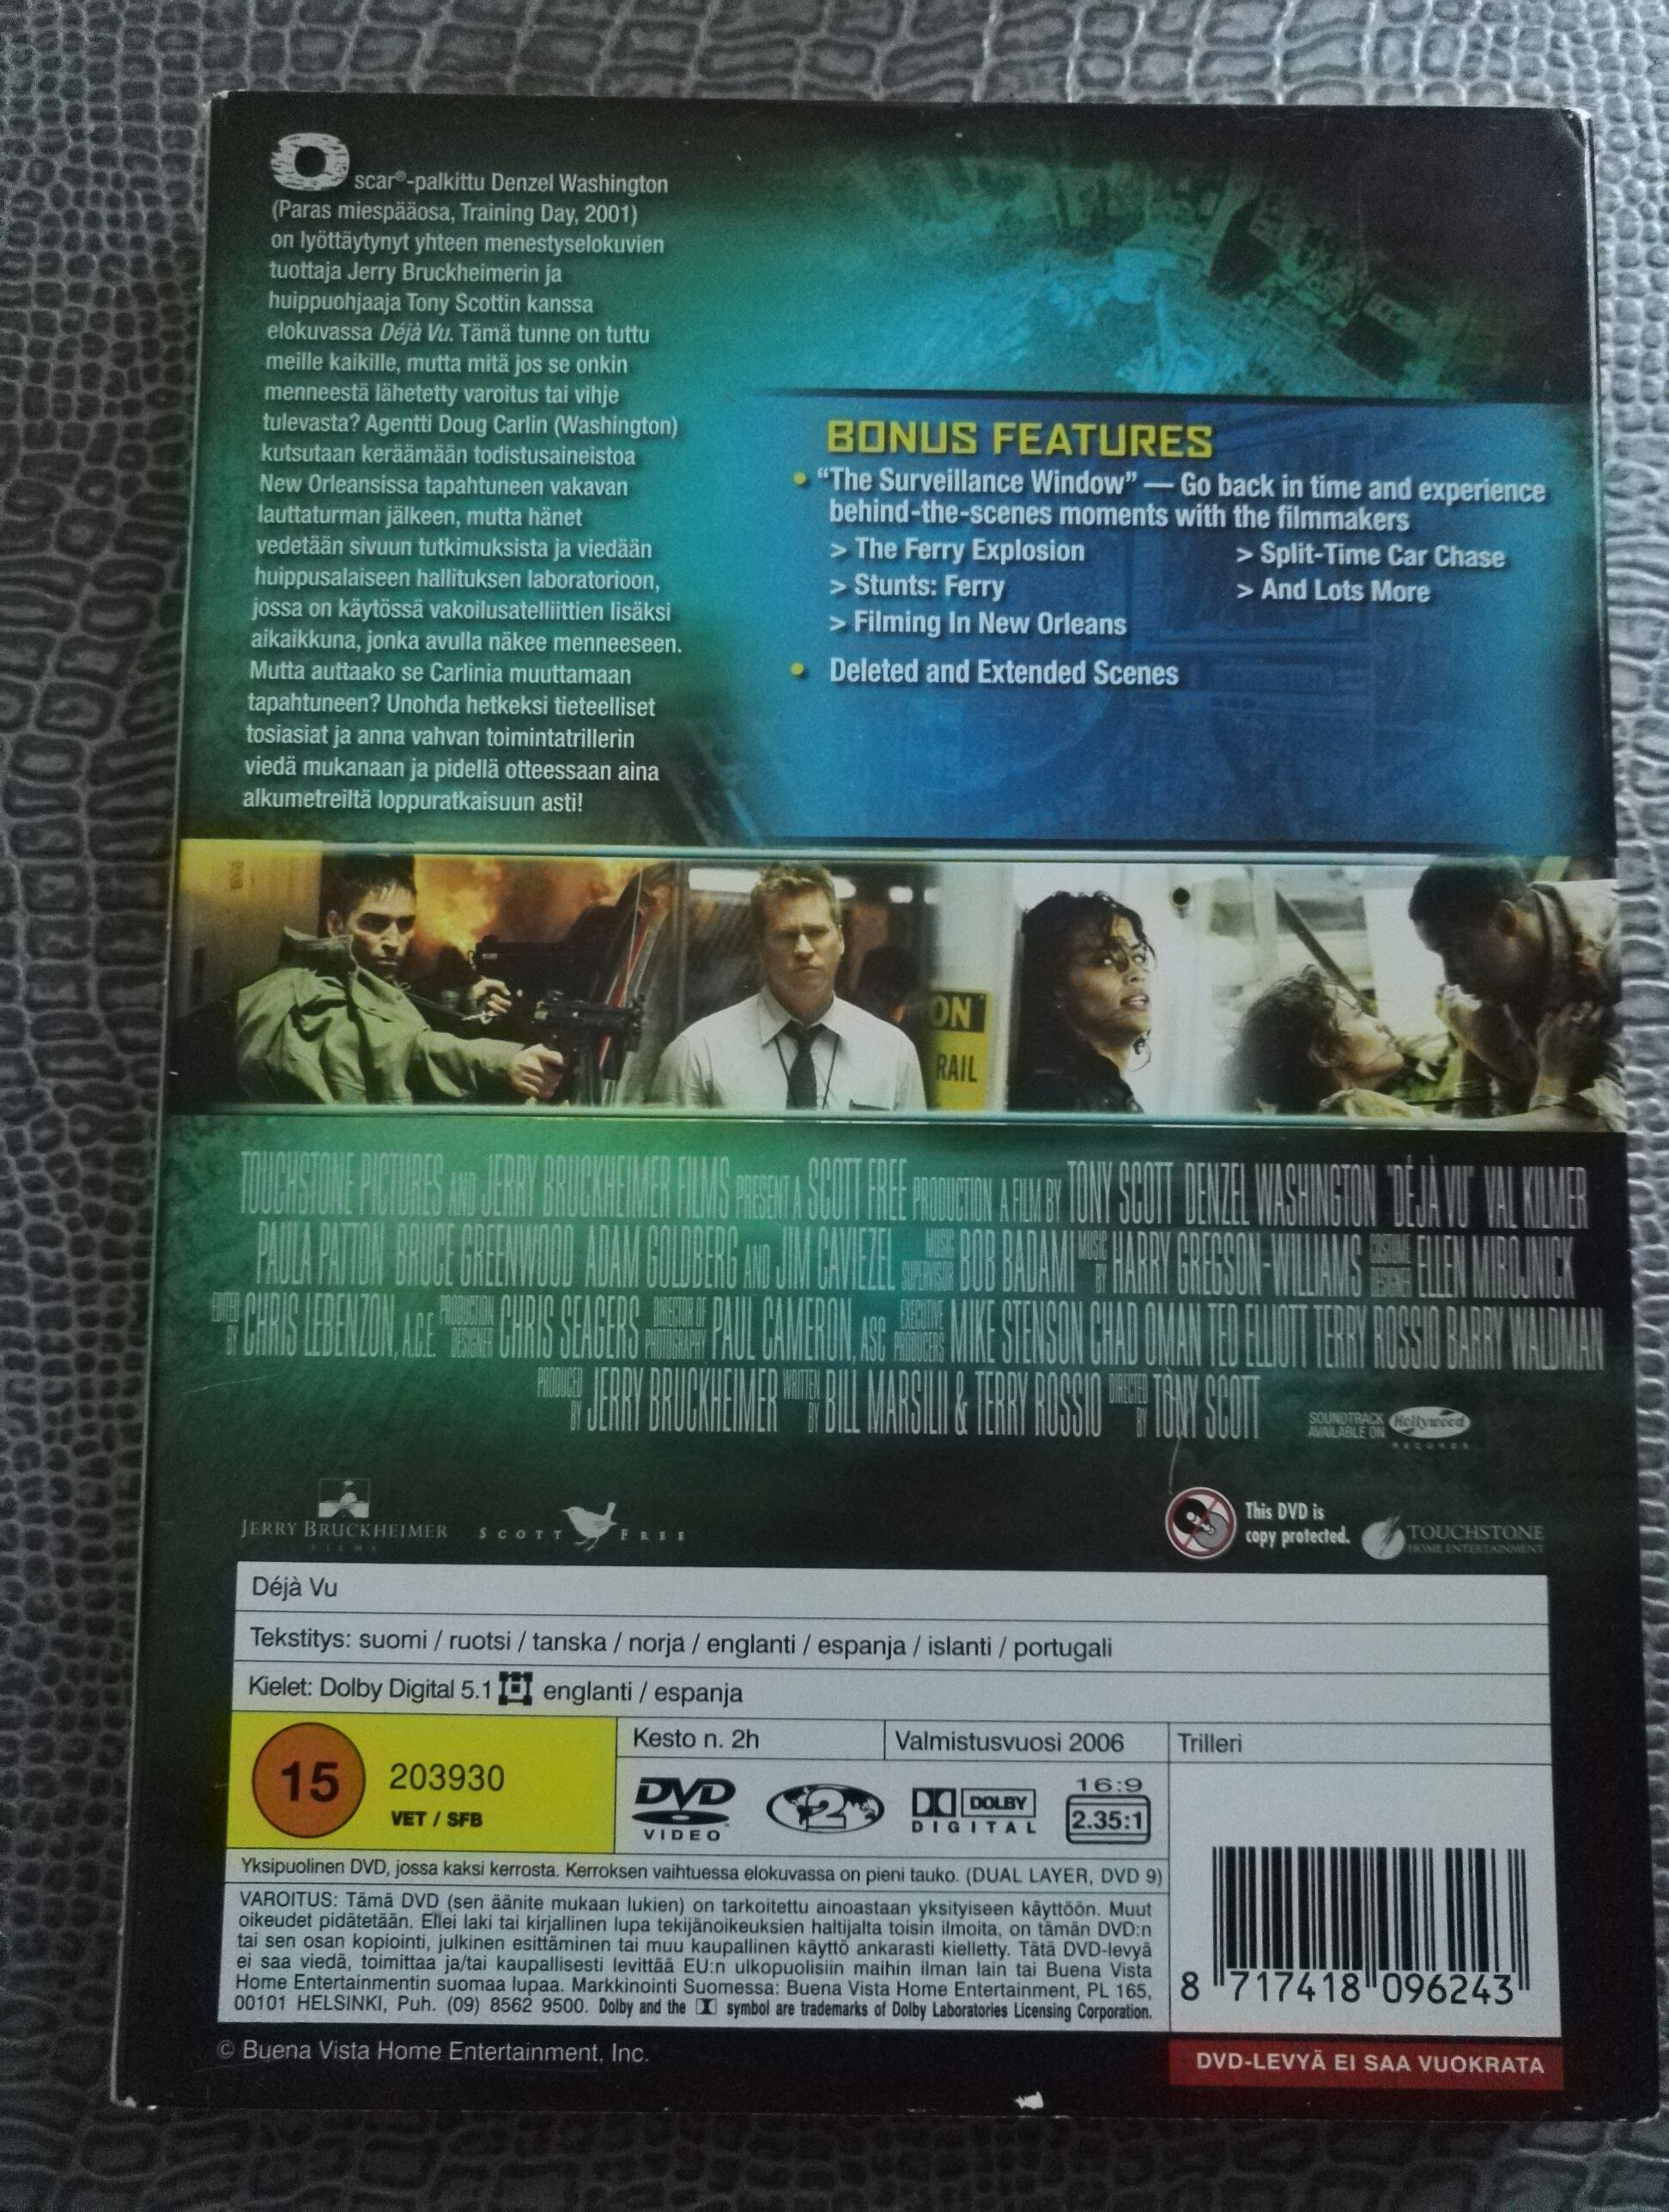 Oscar®-palkittu Denzel Washington
(Paras miespääosa, Training Day, 2001)
on lyöttäytynyt yhteen menestyselokuvien
tuottaja Jerry Bruckheimerin ja
huippuohjaaja Tony Scottin kanssa
elokuvassa Déjà Vu. Tämä tunne on tuttu
meille kaikille, mutta mitä jos se onkin
menneestä lähetetty varoitus tai vihje
tulevasta? Agentti Doug Carlin (Washington)
kutsutaan keräämään todistusaineistoa
New Orleansissa tapahtuneen vakavan
lauttaturman jälkeen, mutta hänet
vedetään sivuun tutkimuksista ja viedään
huippusalaiseen hallituksen laboratorioon,
jossa on käytössä vakoilusatelliittien lisäksi
aikaikkuna, jonka avulla näkee menneeseen.
Mutta auttaako se Carlinia muuttamaan
tapahtuneen? Unohda hetkeksi tieteelliset
tosiasiat ja anna vahvan toimintatrillerin
viedä mukanaan ja pidellä otteessaan aina
alkumetreiltä loppuratkaisuun asti!
BONUS FEATURES
• “The Surveillance Window” — Go back in time and experience
behind-the-scenes moments with the filmmakers
> The Ferry Explosion
> Stunts: Ferry
> Filming In New Orleans
> Split-Time Car Chase
> And Lots More
• Deleted and Extended Scenes
ON
RAIL
TOUCHSTONE PICTURES AND JERRY BRUCKHEIMER FILMS PRESENT A SCOTT FREE PRODUCTION A FILM BY TONY SCOTT DENZEL WASHINGTON "DÉJÀ VU" VAL KILMER
PAULA PATTON BRUCE GREENWOOD ADAM GOLDBERG AND JIM CAVIEZEL MUSIC SUPERVISOR BOB BADAMI MUSIC BY HARRY GREGSON-WILLIAMS COSTUME DESIGNER ELLEN MIROJNICK
EDITED BY CHRIS LEBENZON, A.C.E. PRODUCTION DESIGNER CHRIS SEAGERS DIRECTOR OF PHOTOGRAPHY PAUL CAMERON, ASC EXECUTIVE PRODUCERS MIKE STENSON CHAD OMAN TED ELLIOTT TERRY ROSSIO BARRY WALDMAN
PRODUCED BY JERRY BRUCKHEIMER WRITTEN BY BILL MARSILII & TERRY ROSSIO DIRECTED BY TONY SCOTT
SOUNDTRACK AVAILABLE ON Hollywood RECORDS
JERRY BRUCKHEIMER
FILMS
SCOTT FREE
This DVD is
copy protected.
TOUCHSTONE
HOME ENTERTAINMENT
Déjà Vu
Tekstitys: suomi / ruotsi / tanska / norja / englanti / espanja / islanti / portugali
Kielet: Dolby Digital 5.1 englanti / espanja
15
203930
VET / SFB
Kesto n. 2h
Valmistusvuosi 2006
Trilleri
DVD
VIDEO
2
DOLBY
DIGITAL
16:9
2.35:1
Yksipuolinen DVD, jossa kaksi kerrosta. Kerroksen vaihtuessa elokuvassa on pieni tauko. (DUAL LAYER, DVD 9)
VAROITUS: Tämä DVD (sen äänite mukaan lukien) on tarkoitettu ainoastaan yksityiseen käyttöön. Muut
oikeudet pidätetään. Ellei laki tai kirjallinen lupa tekijänoikeuksien haltijalta toisin ilmoita, on tämän DVD:n
tai sen osan kopiointi, julkinen esittäminen tai muu kaupallinen käyttö ankarasti kielletty. Tätä DVD-levyä
ei saa viedä, toimittaa ja/tai kaupallisesti levittää EU:n ulkopuolisiin maihin ilman lain tai Buena Vista
Home Entertainmentin suomaa lupaa. Markkinointi Suomessa: Buena Vista Home Entertainment, PL 165,
00101 HELSINKI, Puh. (09) 8562 9500. Dolby and the symbol are trademarks of Dolby Laboratories Licensing Corporation.
8 717418 096243
© Buena Vista Home Entertainment, Inc.
DVD-LEVYÄ EI SAA VUOKRATA